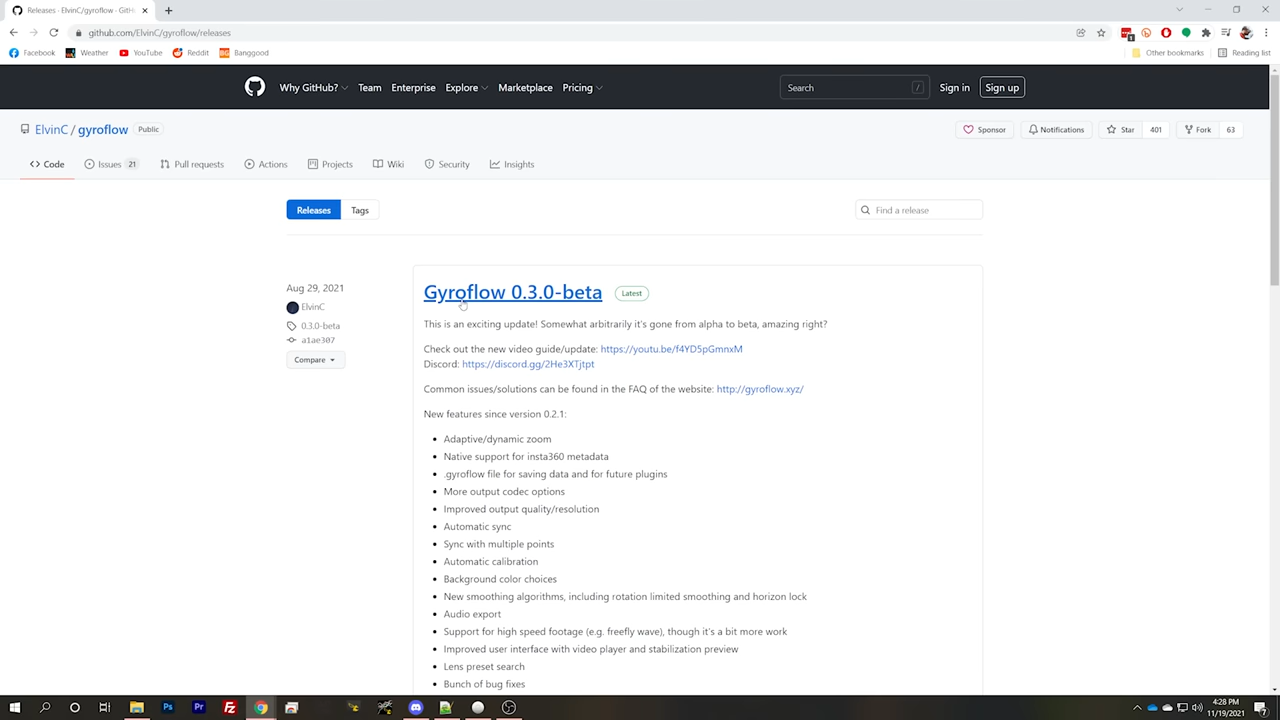 Releases · ElvinC/gyroflow · GitH
github.com/ElvinC/gyroflow/releases
Facebook Weather YouTube Reddit BG Banggood Other bookmarks Reading list
Why GitHub? Team Enterprise Explore Marketplace Pricing Search / Sign in Sign up
ElvinC / gyroflow Public Sponsor Notifications Star 401 Fork 63
<> Code Issues 21 Pull requests Actions Projects Wiki Security Insights
Releases Tags Find a release
Aug 29, 2021
ElvinC
0.3.0-beta
a1ae307
Compare
Gyroflow 0.3.0-beta Latest
This is an exciting update! Somewhat arbitrarily it's gone from alpha to beta, amazing right?
Check out the new video guide/update: https://youtu.be/f4YD5pGmnxM
Discord: https://discord.gg/2He3XTjtpt
Common issues/solutions can be found in the FAQ of the website: http://gyroflow.xyz/
New features since version 0.2.1:
• Adaptive/dynamic zoom
• Native support for insta360 metadata
• .gyroflow file for saving data and for future plugins
• More output codec options
• Improved output quality/resolution
• Automatic sync
• Sync with multiple points
• Automatic calibration
• Background color choices
• New smoothing algorithms, including rotation limited smoothing and horizon lock
• Audio export
• Support for high speed footage (e.g. freefly wave), though it's a bit more work
• Improved user interface with video player and stabilization preview
• Lens preset search
• Bunch of bug fixes
Ps Pr Fz
4:28 PM
11/19/2021
7